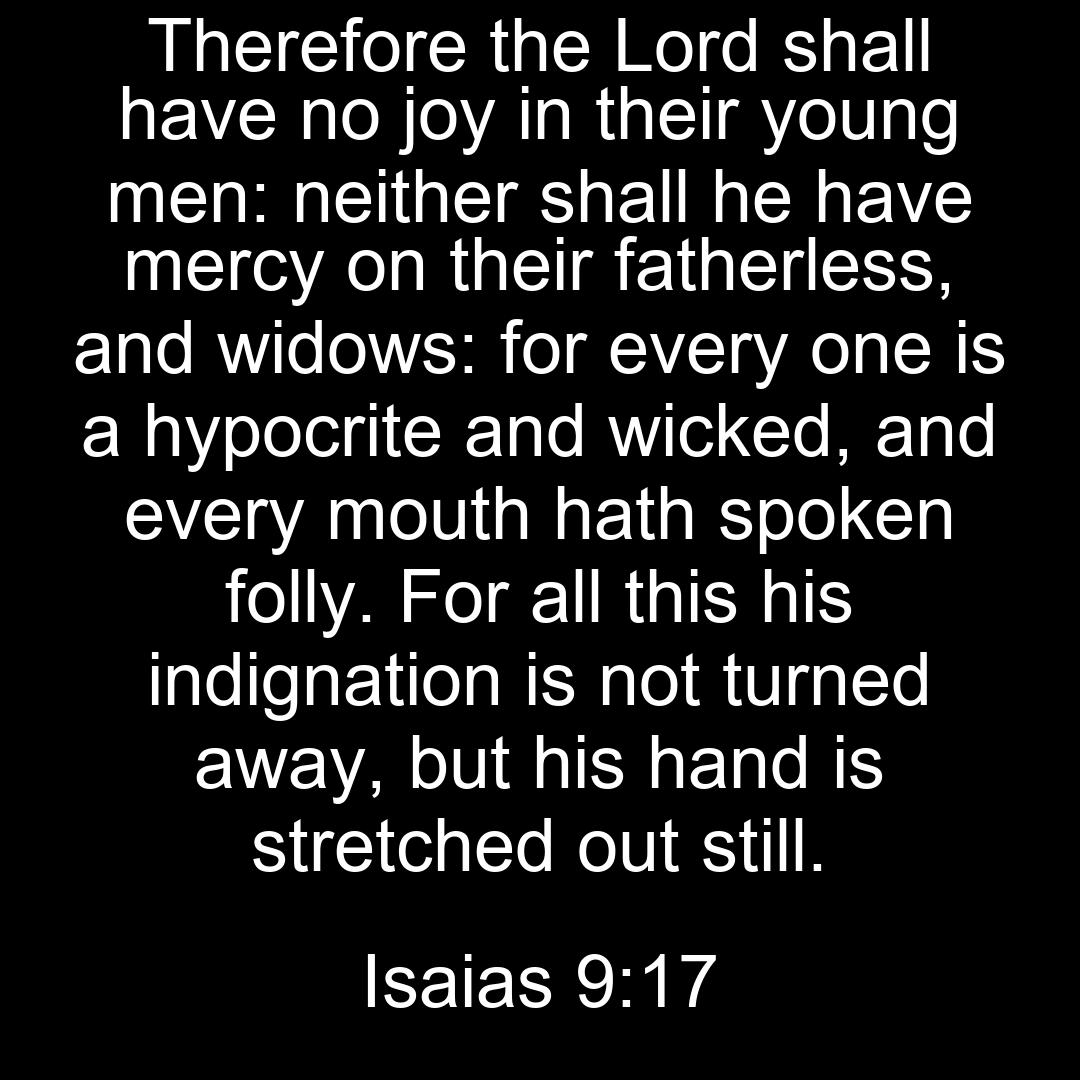 Therefore the Lord shall
have no joy in their young
men: neither shall he have
mercy on their fatherless,
and widows: for every one is
a hypocrite and wicked, and
every mouth hath spoken
folly. For all this his
indignation is not turned
away, but his hand is
stretched out still.
Isaias 9:17